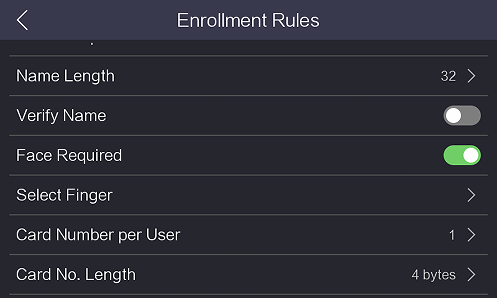 Enrollment Rules
Name Length 32
Verify Name
Face Required
Select Finger
Card Number per User 1
Card No. Length 4 bytes